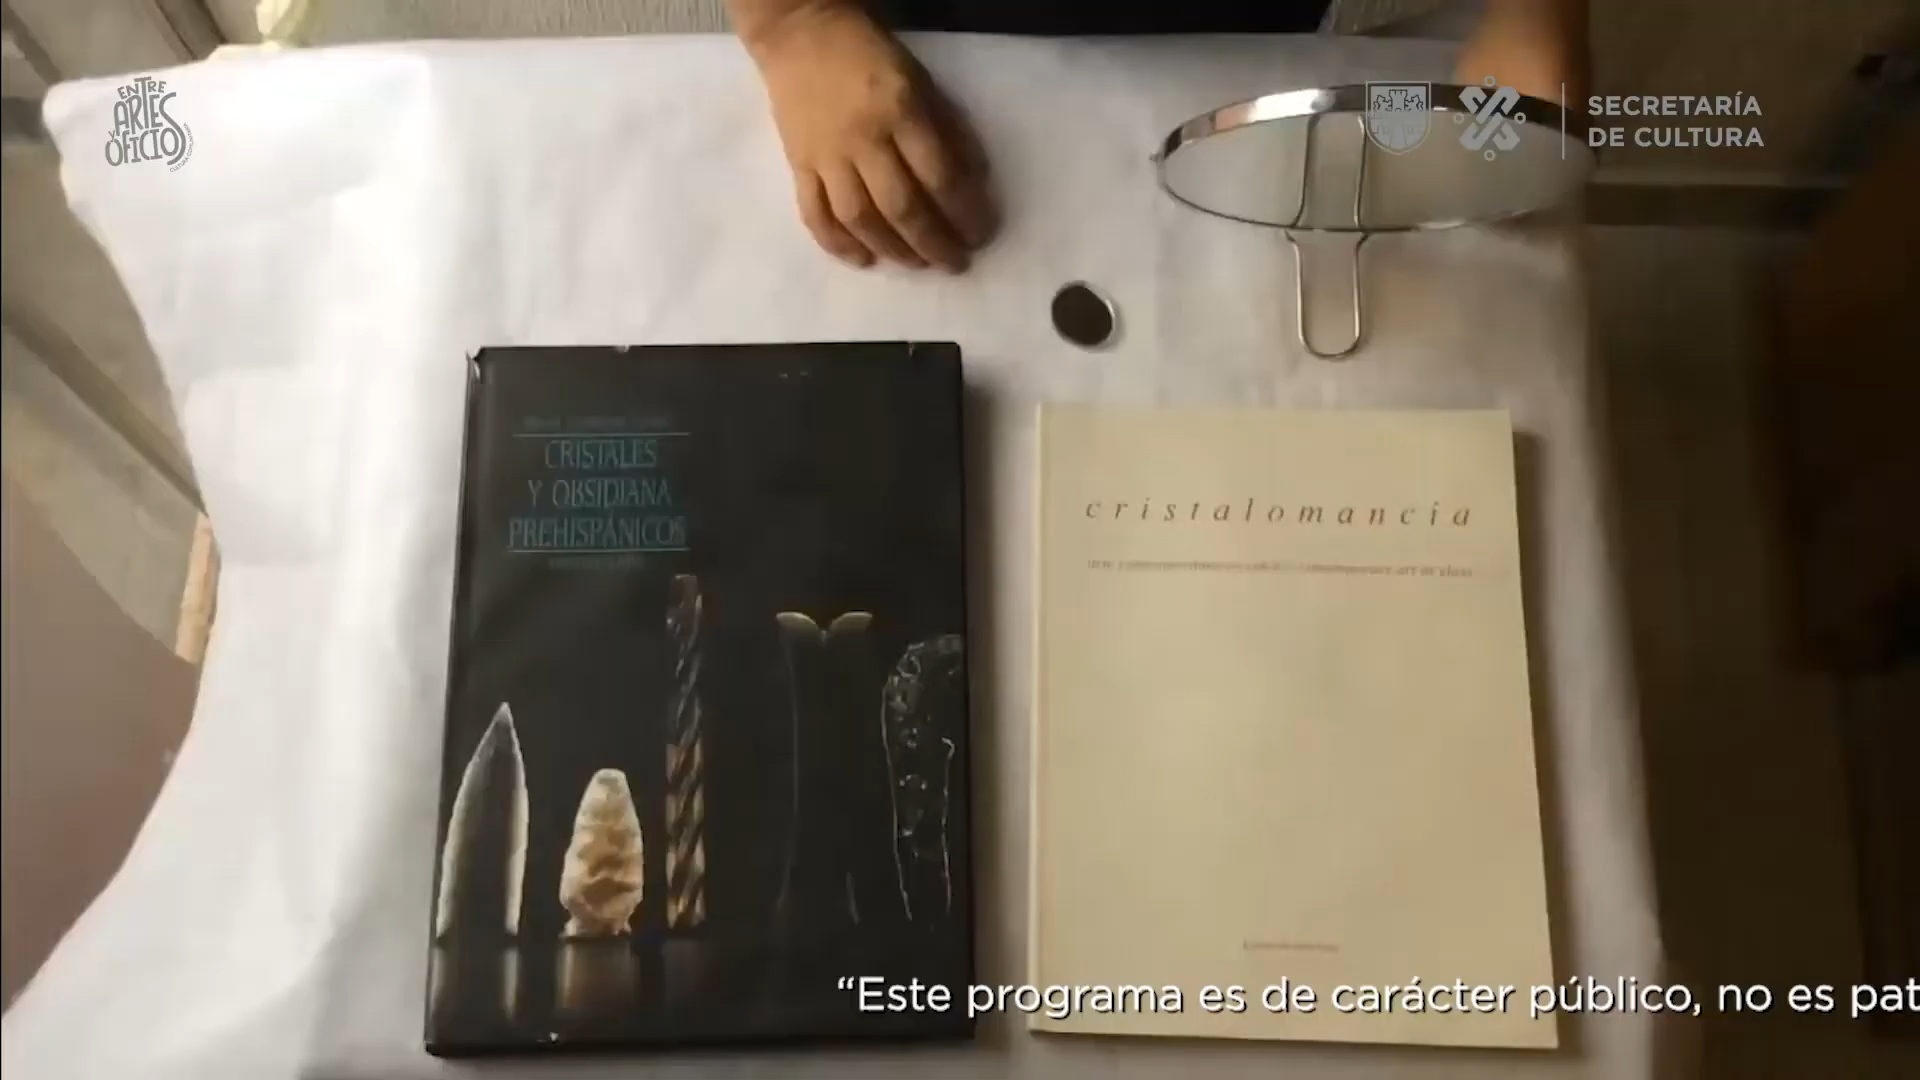 ENTRE
ARTES
Y OFICIOS
SECRETARÍA
DE CULTURA
CRISTALES
Y OBSIDIANA
PREHISPÁNICOS
cristalomancia
“Este programa es de carácter público, no es pat